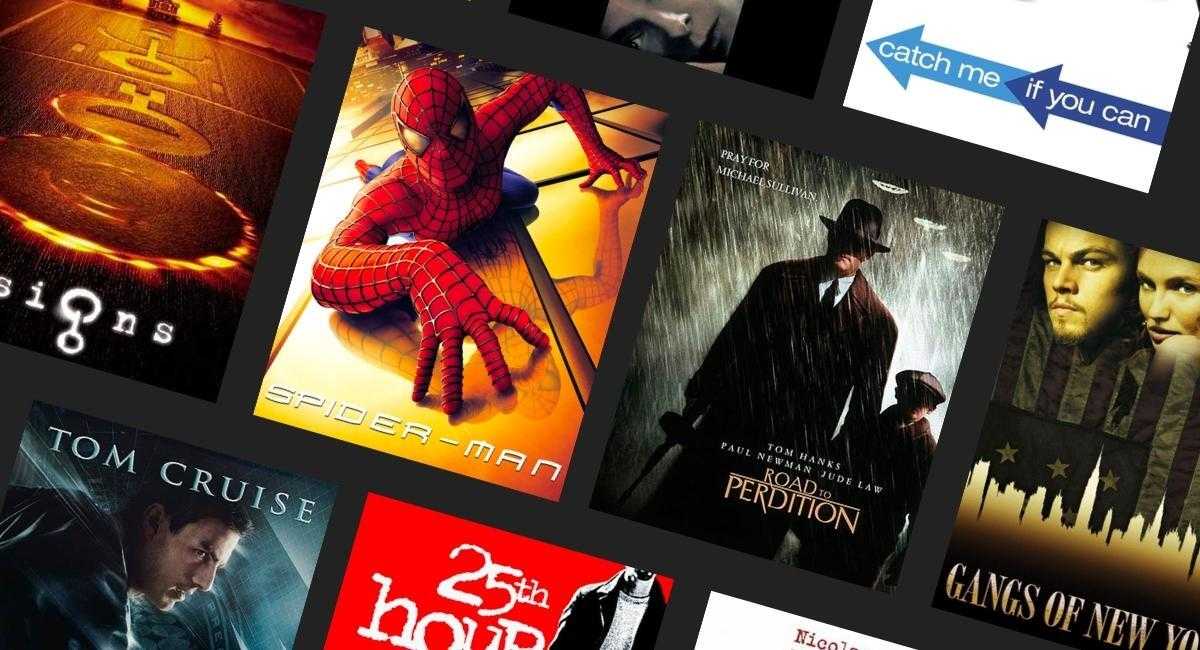 catch me if you can
PRAY FOR
MICHAEL SULLIVAN
signs
SPIDER-MAN
TOM HANKS
PAUL NEWMAN JUDE LAW
ROAD TO
PERDITION
GANGS OF NEW YO
TOM CRUISE
25th
hour